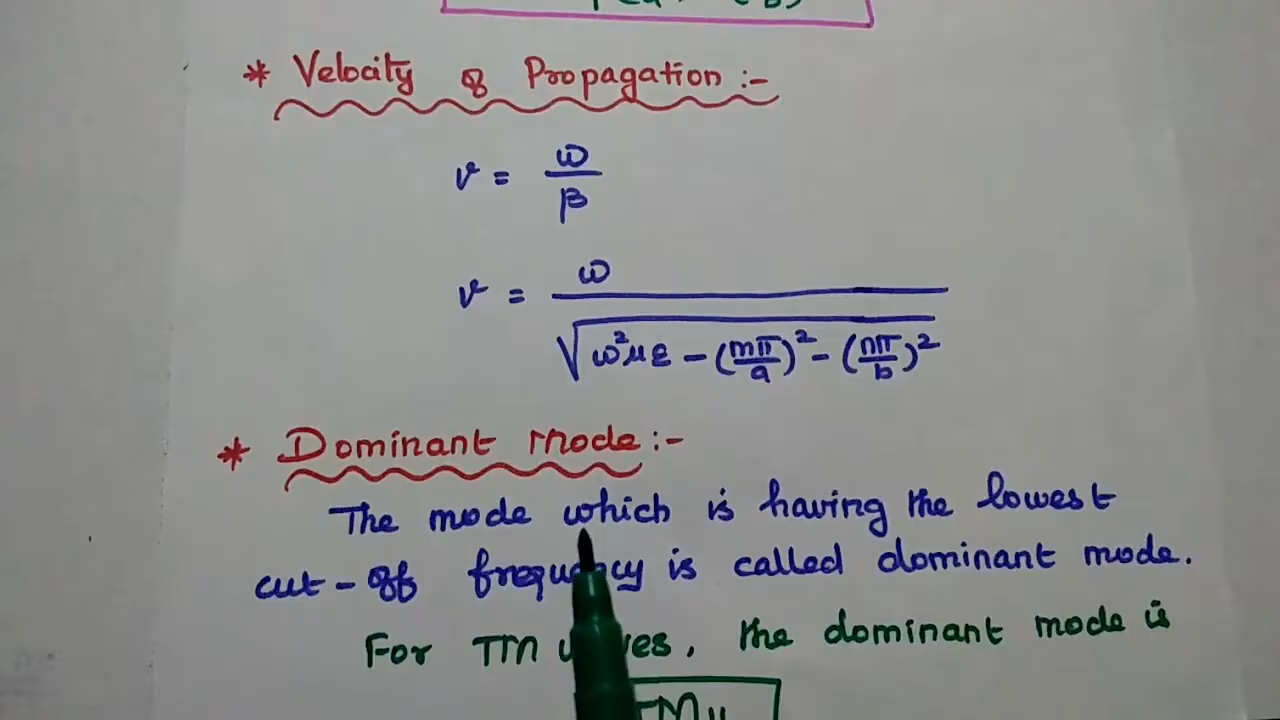 * Velocity of Propagation :-
v = ω/β
v = ω/√(ω²με - (mπ/a)² - (nπ/b)²)
* Dominant Mode :-
The mode which is having the lowest
cut-off frequency is called dominant mode.
For TM waves, the dominant mode is
TM₁₁